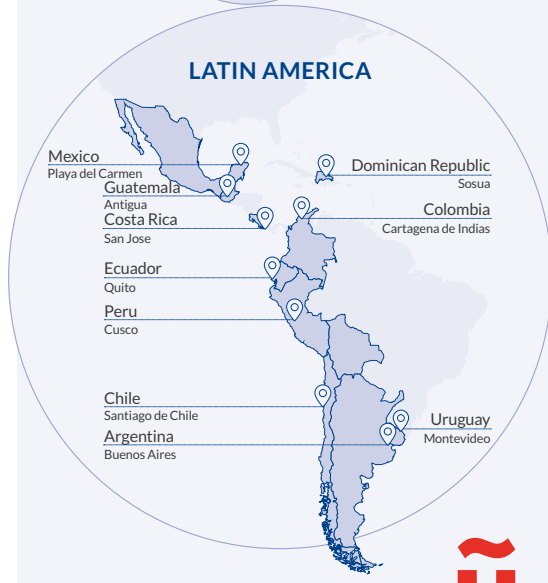 LATIN AMERICA
Mexico
Playa del Carmen
Guatemala
Antigua
Costa Rica
San Jose
Ecuador
Quito
Peru
Cusco
Chile
Santiago de Chile
Argentina
Buenos Aires
Dominican Republic
Sosua
Colombia
Cartagena de Indias
Uruguay
Montevideo